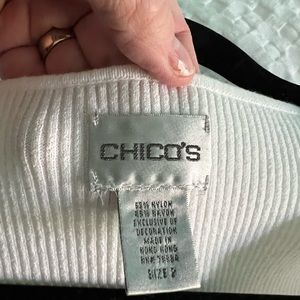 CHICO'S
NYLON
RAYON
EXCLUSIVE OF
DECORATION
MADE IN
HONG KONG
SIZE 2